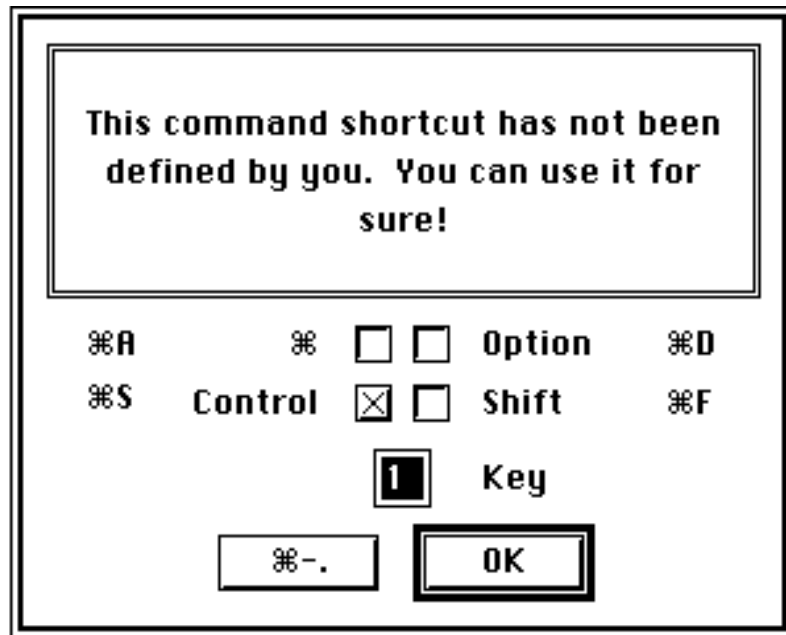 This command shortcut has not been
defined by you.  You can use it for
sure!
⌘A ⌘ Option ⌘D
⌘S Control Shift ⌘F
1 Key
⌘-. OK